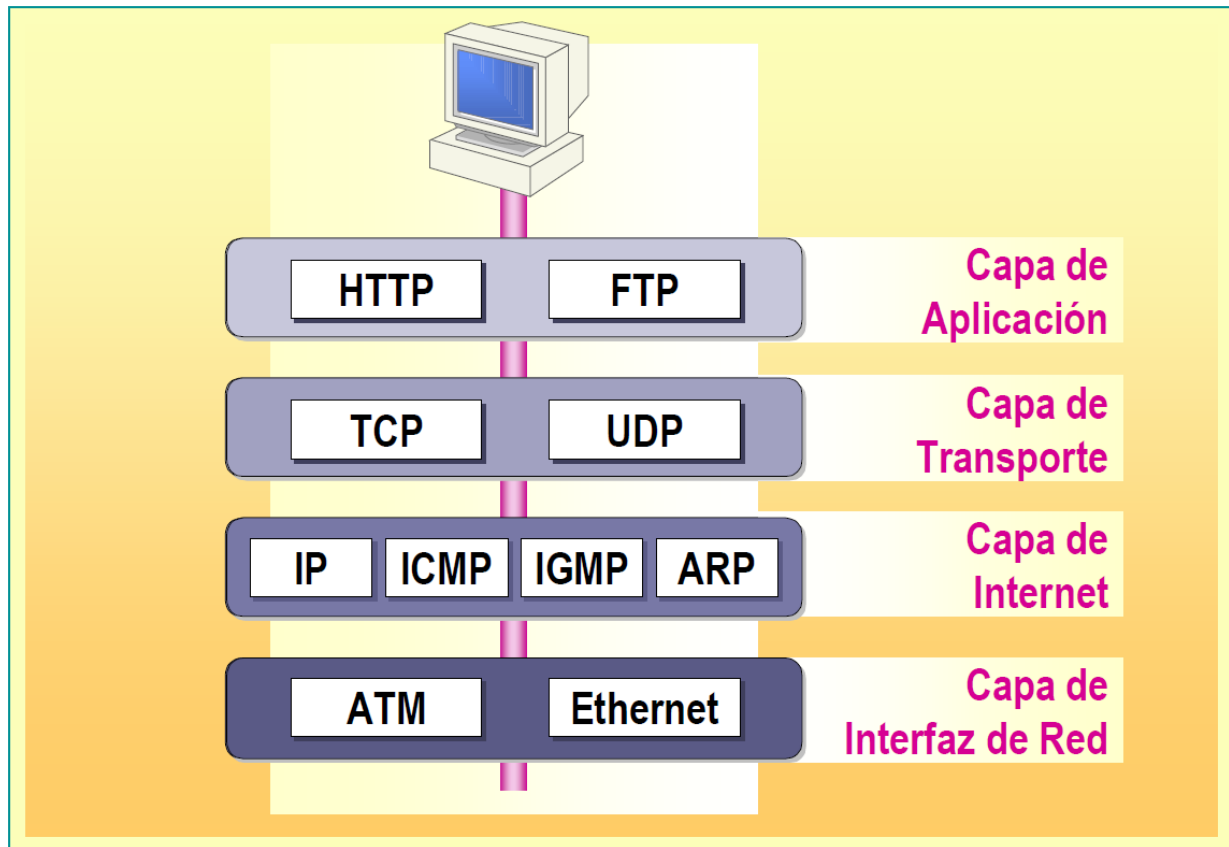 HTTP FTP
Capa de
Aplicación
TCP UDP
Capa de
Transporte
IP ICMP IGMP ARP
Capa de
Internet
ATM Ethernet
Capa de
Interfaz de Red